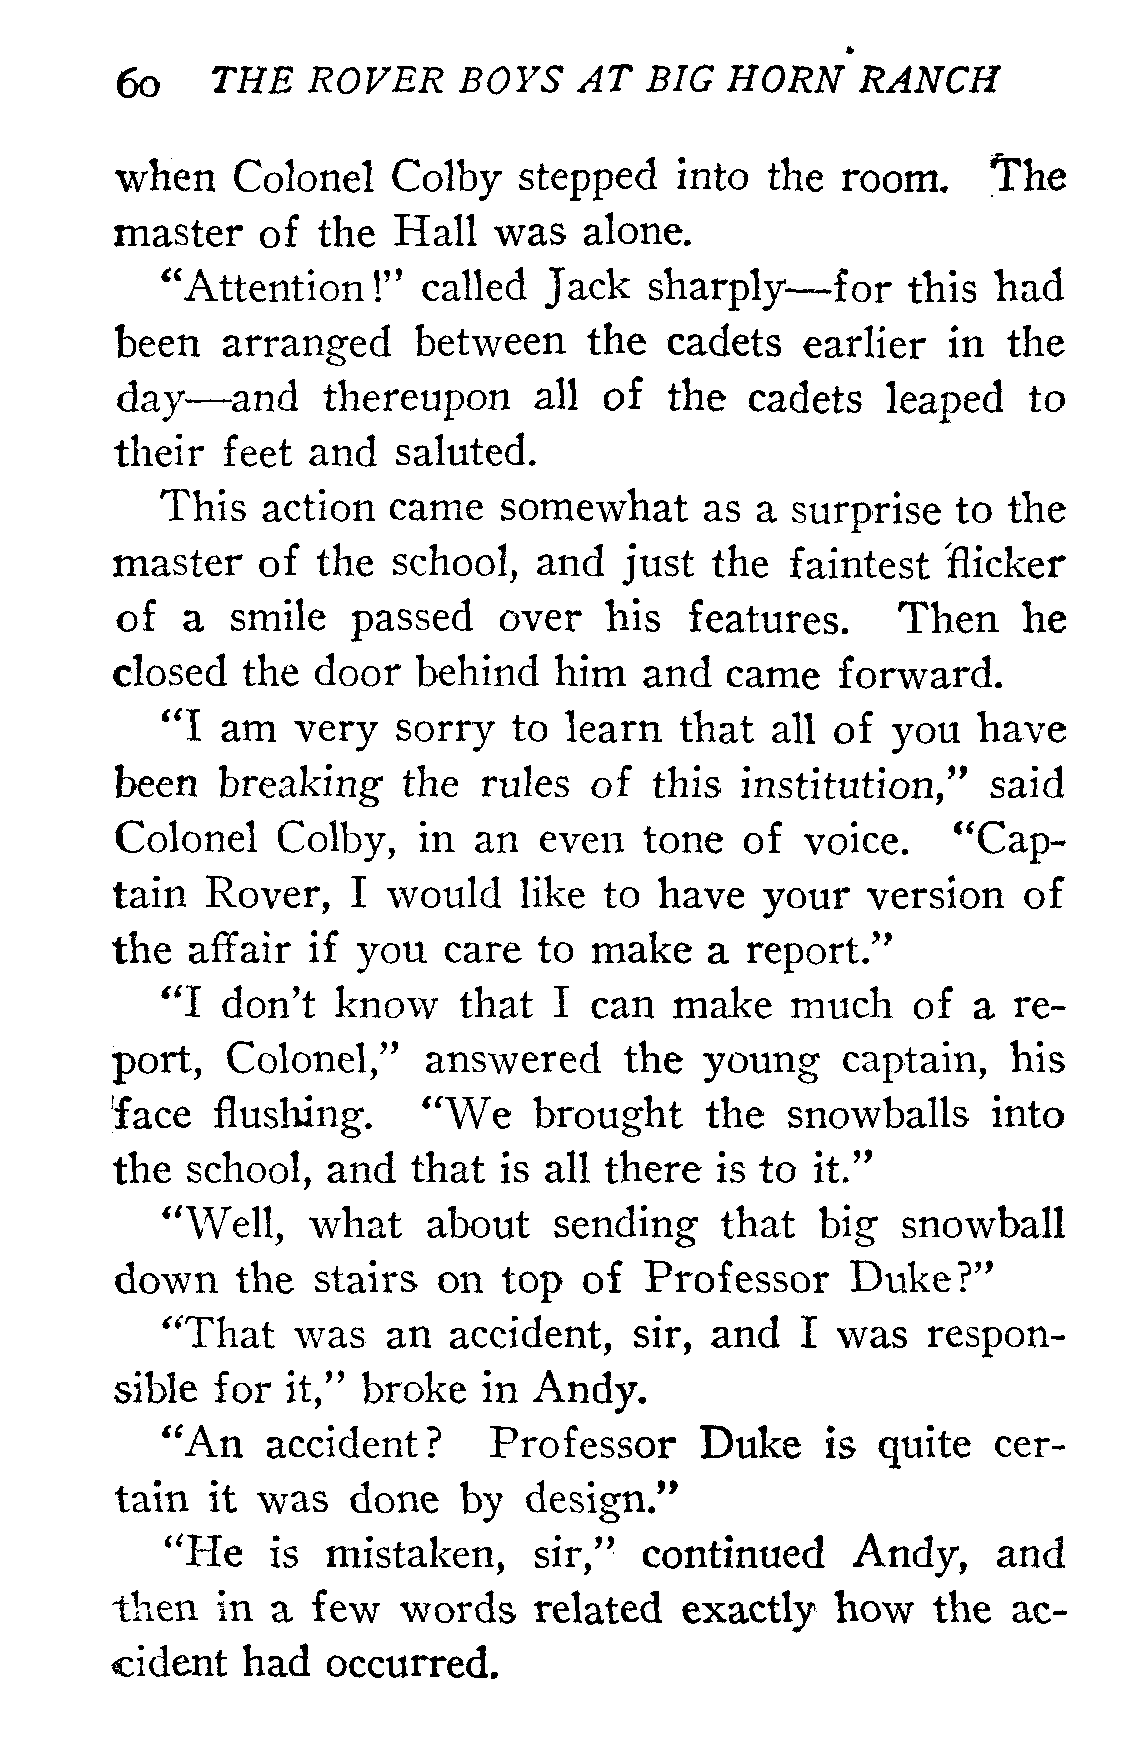 60 THE ROVER BOYS AT BIG HORN RANCH
when Colonel Colby stepped into the room. The
master of the Hall was alone.
“Attention!” called Jack sharply—for this had
been arranged between the cadets earlier in the
day—and thereupon all of the cadets leaped to
their feet and saluted.
This action came somewhat as a surprise to the
master of the school, and just the faintest flicker
of a smile passed over his features. Then he
closed the door behind him and came forward.
“I am very sorry to learn that all of you have
been breaking the rules of this institution,” said
Colonel Colby, in an even tone of voice. “Cap-
tain Rover, I would like to have your version of
the affair if you care to make a report.”
“I don’t know that I can make much of a re-
port, Colonel,” answered the young captain, his
face flushing. “We brought the snowballs into
the school, and that is all there is to it.”
“Well, what about sending that big snowball
down the stairs on top of Professor Duke?”
“That was an accident, sir, and I was respon-
sible for it,” broke in Andy.
“An accident? Professor Duke is quite cer-
tain it was done by design.”
“He is mistaken, sir,” continued Andy, and
then in a few words related exactly how the ac-
cident had occurred.